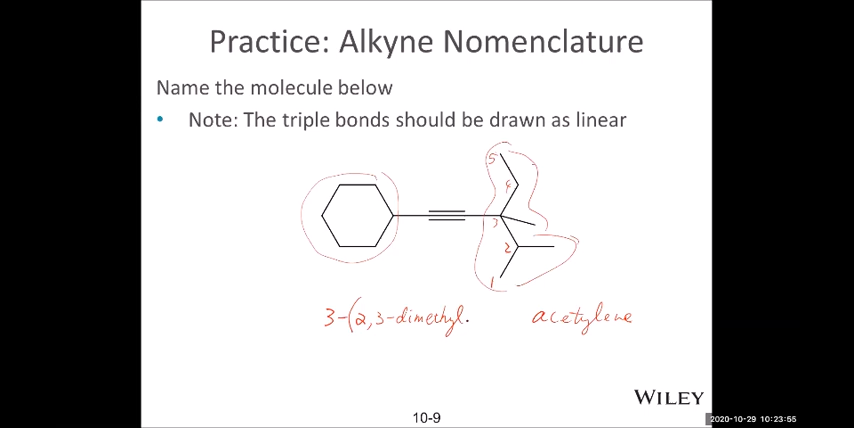 Practice: Alkyne Nomenclature
Name the molecule below
• Note: The triple bonds should be drawn as linear
5
4
3
2
1
3-(2,3-dimethyl. acetylene
WILEY
10-9
2020-10-29 10:23:55